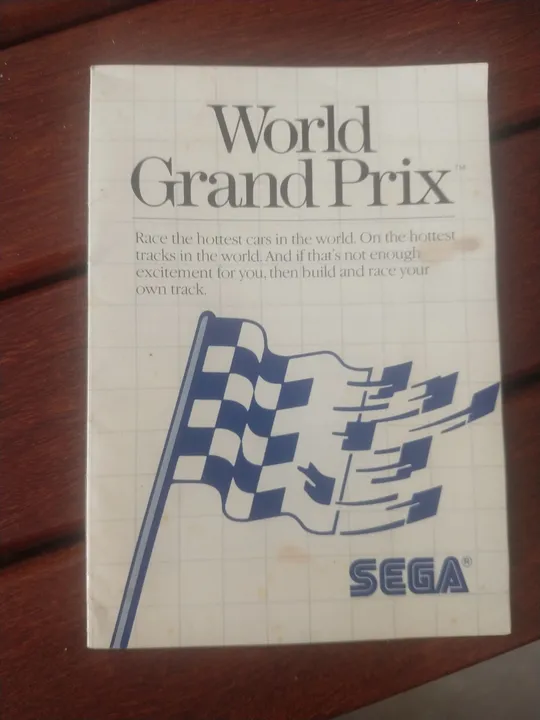 World
Grand Prix™
Race the hottest cars in the world. On the hottest
tracks in the world. And if that's not enough
excitement for you, then build and race your
own track.
SEGA®